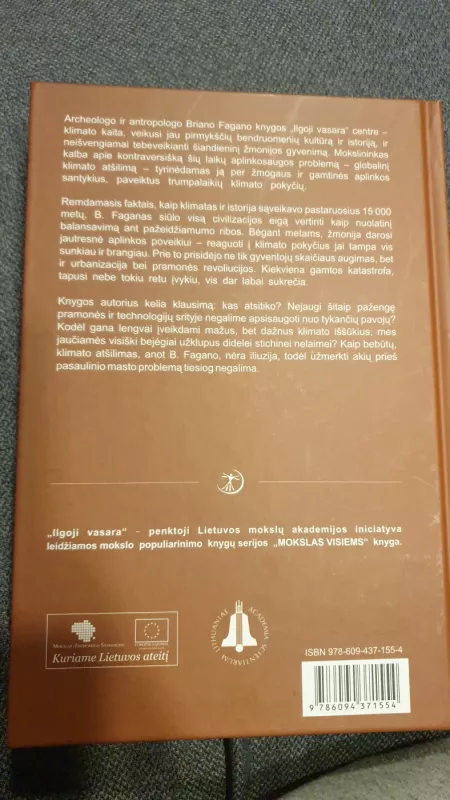 Archeologo ir antropologo Briano Fagano knygos „Ilgoji vasara“ centre –
klimato kaita, veikusi jau pirmykščių bendruomenių kultūrą ir istoriją, ir
neišvengiamai tebeveikianti šiandieninį žmonijos gyvenimą. Mokslininkas
kalba apie kontraversišką šių laikų aplinkosaugos problemą – globalinį
klimato atšilimą – tyrinėdamas ją per žmogaus ir gamtinės aplinkos
santykius, paveiktus trumpalaikių klimato pokyčių.
Remdamasis faktais, kaip klimatas ir istorija sąveikavo pastaruosius 15 000
metų, B. Faganas siūlo visą civilizacijos eigą vertinti kaip nuolatinį
balansavimą ant pažeidžiamumo ribos. Bėgant metams, žmonija darosi
jautresnė aplinkos poveikiui – reaguoti į klimato pokyčius jai tampa vis
sunkiau ir brangiau. Prie to prisidėjo ne tik gyventojų skaičiaus augimas, bet
ir urbanizacija bei pramonės revoliucijos. Kiekviena gamtos katastrofa,
tapusi nebe tokiu retu įvykiu, vis dar labai sukrečia.
Knygos autorius kelia klausimą: kas atsitiko? Nejaugi šitaip pažengę
pramonės ir technologijų srityje negalime apsisaugoti nuo tykančių pavojų?
Kodėl gana lengvai įveikdami mažus, bet dažnus klimato iššūkius, mes
jaučiamės visiški bejėgiai užklupus didelei stichinei nelaimei? Kaip bebūtų,
klimato atšilimas, anot B. Fagano, nėra iliuzija, todėl užmerkti akių prieš
pasaulinio masto problemą tiesiog negalima.
„Ilgoji vasara“ - penktoji Lietuvos mokslų akademijos iniciatyva
leidžiamos mokslo populiarinimo knygų serijos „MOKSLAS VISIEMS“ knyga.
Kuriame Lietuvos ateitį
LITHUANIAE ACADEMIA SCIENTIARUM
ISBN 978-609-437-155-4
9 786094 371554